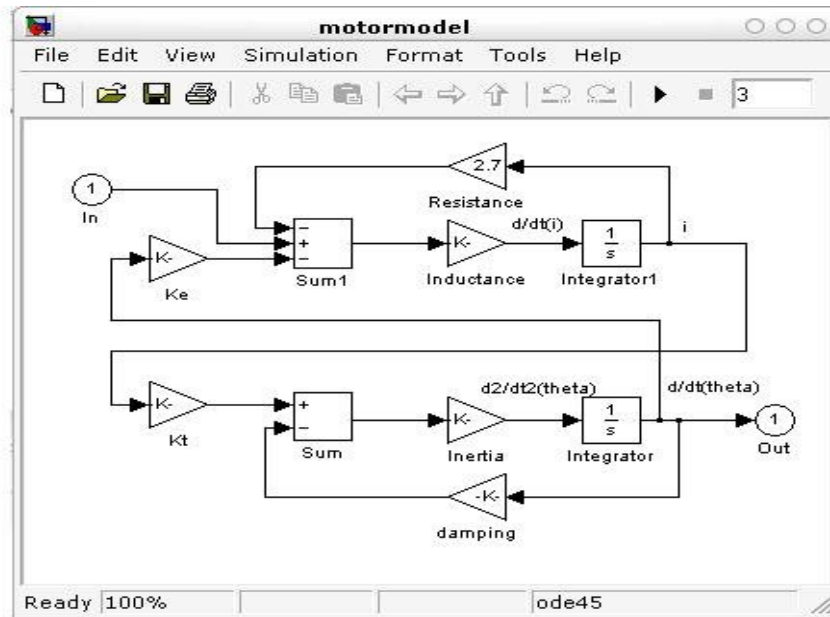 motormodel
File Edit View Simulation Format Tools Help
3
2.7
Resistance
1
In
d/dt(i)
i
−
+
−
K-
1
s
K-
Sum1
Inductance
Integrator1
Ke
d2/dt2(theta)
d/dt(theta)
K-
+
−
K-
1
s
1
Kt
Sum
Inertia
Integrator
Out
-K-
damping
Ready 100% ode45